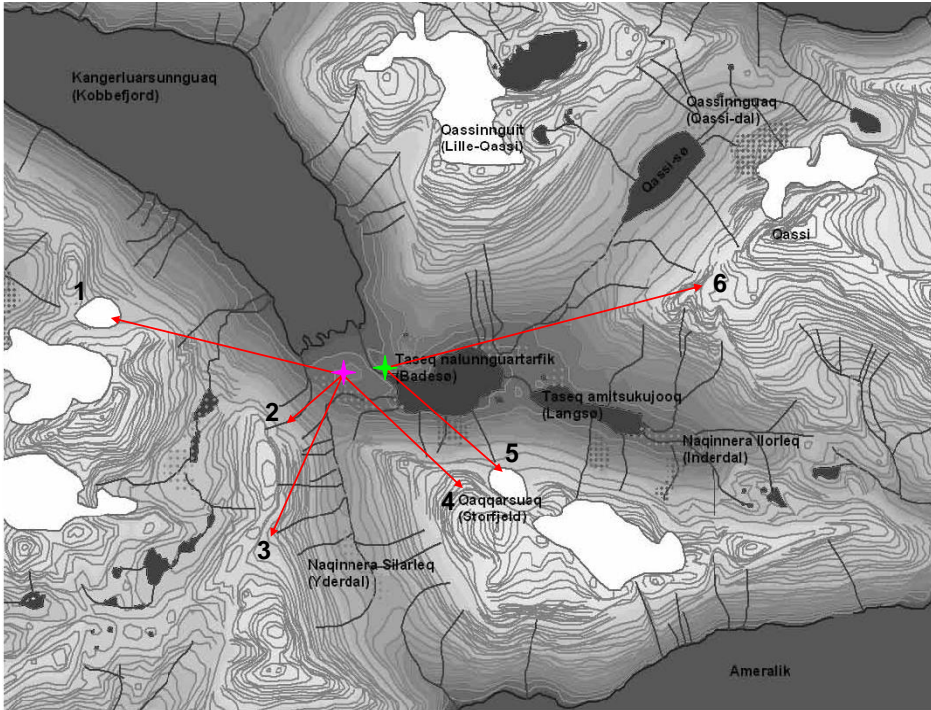 Kangerluarsunnguaq
(Kobbefjord)
Qassinnguit
(Lille-Qassi)
Qassinnguaq
(Qassi-dal)
Qassi-sø
Qassi
1
6
Taseq nalunnguartarfik
(Badesø)
Taseq amitsukujooq
(Langsø)
2
Naqinnera Ilorleq
(Inderdal)
5
4
Qaqqarsuaq
(Storfjeld)
3
Naqinnera Silarleq
(Yderdal)
Ameralik